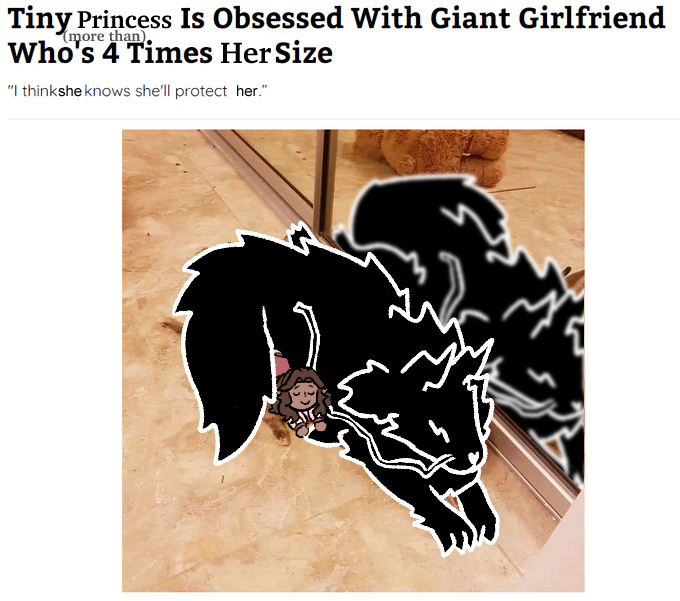 Tiny Princess Is Obsessed With Giant Girlfriend
(more than)
Who's 4 Times Her Size
"I think she knows she'll protect her.”